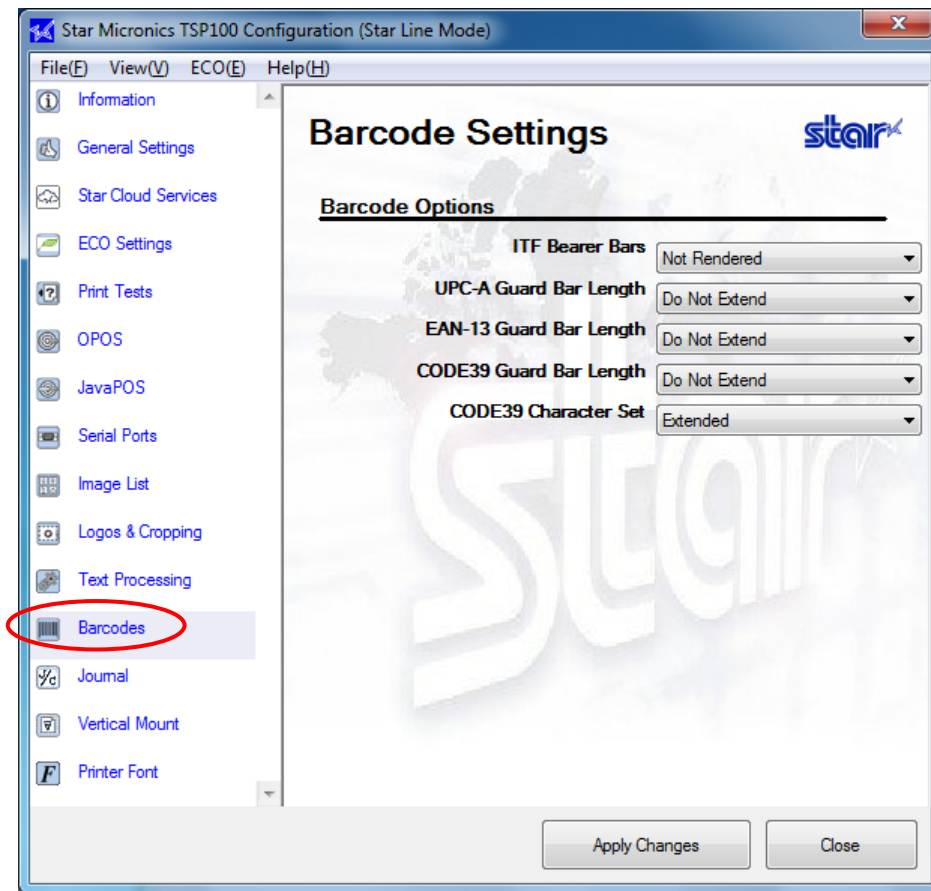 Star Micronics TSP100 Configuration (Star Line Mode)
X
File(F) View(V) ECO(E) Help(H)
Information
General Settings
Star Cloud Services
ECO Settings
Print Tests
OPOS
JavaPOS
Serial Ports
Image List
Logos & Cropping
Text Processing
Barcodes
Journal
Vertical Mount
F Printer Font
Barcode Settings
star
Barcode Options
ITF Bearer Bars Not Rendered
UPC-A Guard Bar Length Do Not Extend
EAN-13 Guard Bar Length Do Not Extend
CODE39 Guard Bar Length Do Not Extend
CODE39 Character Set Extended
star
Apply Changes Close